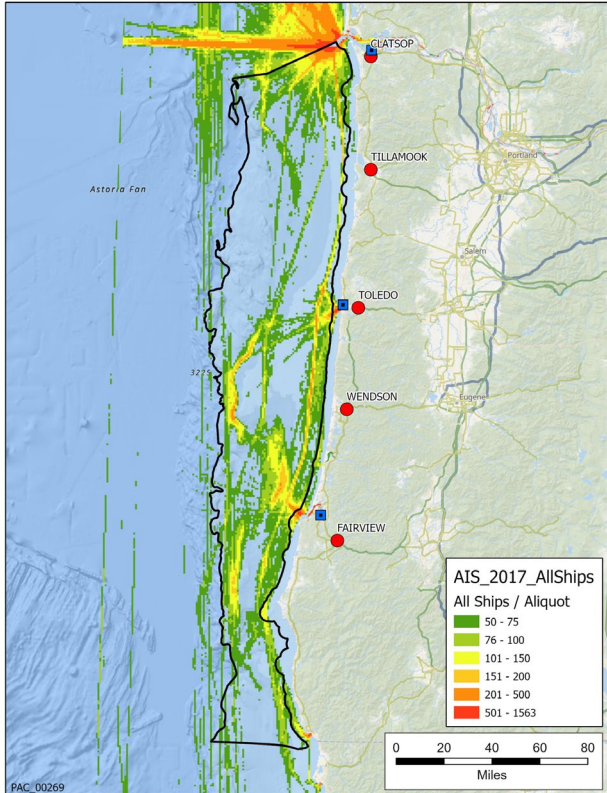 CLATSOP
TILLAMOOK
Portland
Astoria Fan
Salem
TOLEDO
3225
WENDSON
Eugene
FAIRVIEW
AIS_2017_AllShips
All Ships / Aliquot
50 - 75
76 - 100
101 - 150
151 - 200
201 - 500
501 - 1563
0 20 40 60 80
Miles
PAC_00269